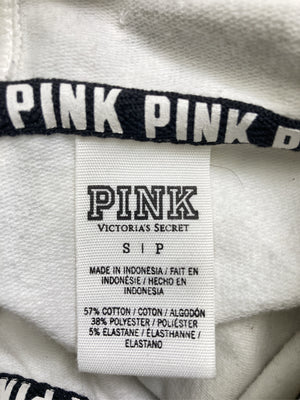 PINK PINK PINK
PINK
VICTORIA'S SECRET
S | P
MADE IN INDONESIA / FAIT EN
INDONÉSIE / HECHO EN
INDONESIA
57% COTTON / COTON / ALGODÓN
38% POLYESTER / POLIÉSTER
5% ELASTANE / ÉLASTHANNE /
ELASTANO